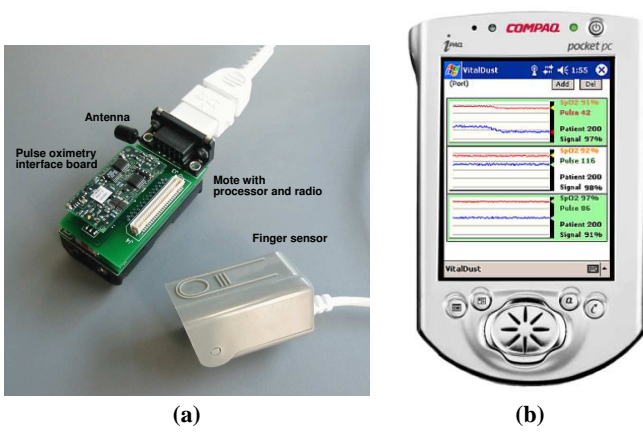 Antenna
Pulse oximetry
interface board
Mote with
processor and radio
Finger sensor
(a)
COMPAQ
iPAQ
pocket pc
VitalDust
1:55
(Port)
Add
Del
SpO2 91%
Pulse 42
Patient 200
Signal 97%
SpO2 92%
Pulse 116
Patient 200
Signal 98%
SpO2 97%
Pulse 86
Patient 200
Signal 91%
VitalDust
(b)